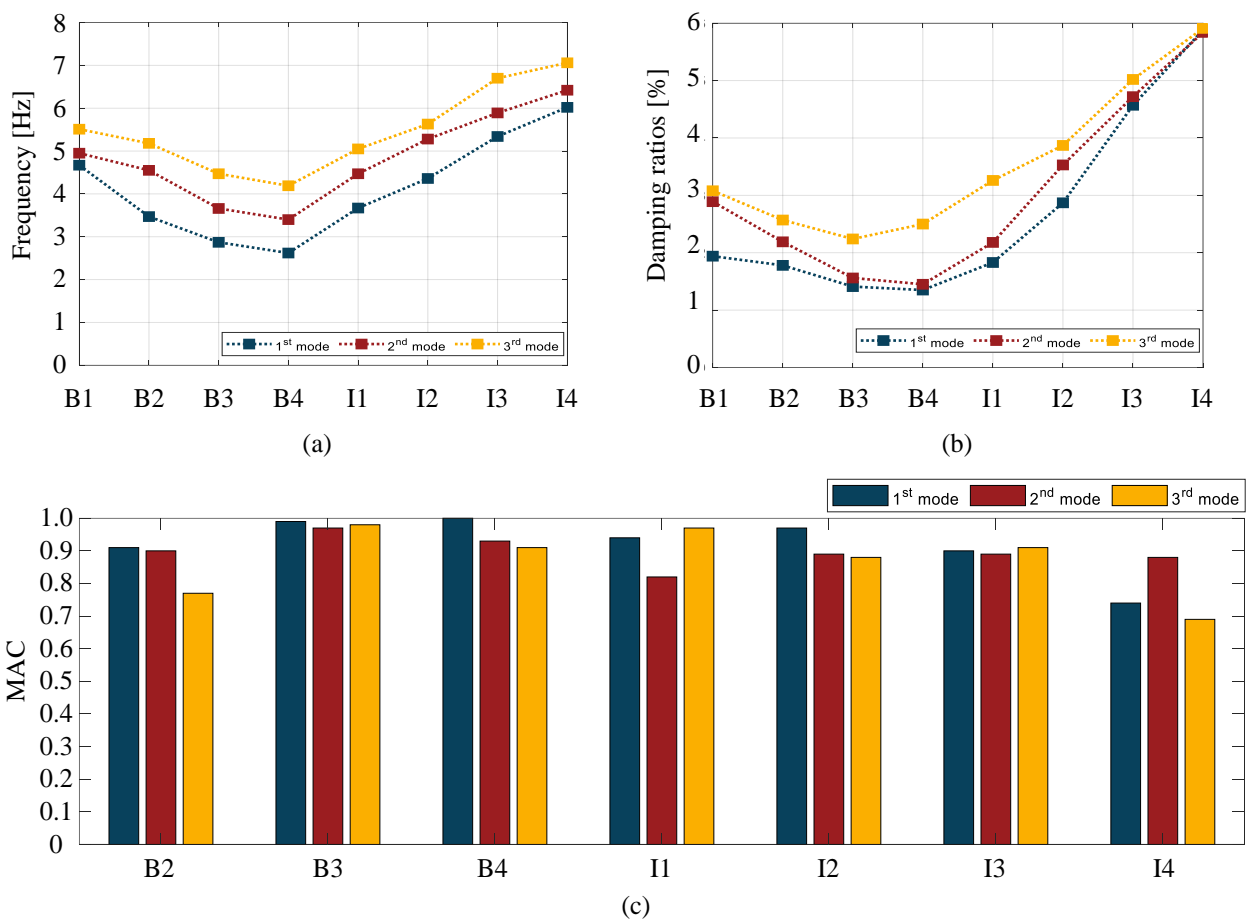 Frequency [Hz]
8
7
6
5
4
3
2
1
0
1st mode 2nd mode 3rd mode
B1 B2 B3 B4 I1 I2 I3 I4
(a)
Damping ratios [%]
6
5
4
3
2
1
0
1st mode 2nd mode 3rd mode
B1 B2 B3 B4 I1 I2 I3 I4
(b)
1st mode 2nd mode 3rd mode
MAC
1.0
0.9
0.8
0.7
0.6
0.5
0.4
0.3
0.2
0.1
0
B2 B3 B4 I1 I2 I3 I4
(c)